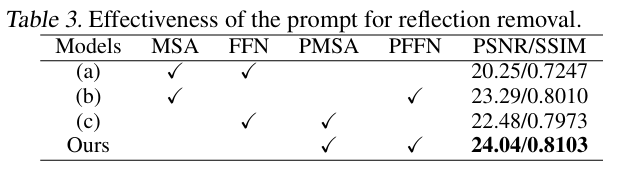 Table 3. Effectiveness of the prompt for reflection removal.
Models MSA FFN PMSA PFFN PSNR/SSIM
(a) ✓ ✓ 20.25/0.7247
(b) ✓ ✓ 23.29/0.8010
(c) ✓ ✓ 22.48/0.7973
Ours ✓ ✓ 24.04/0.8103